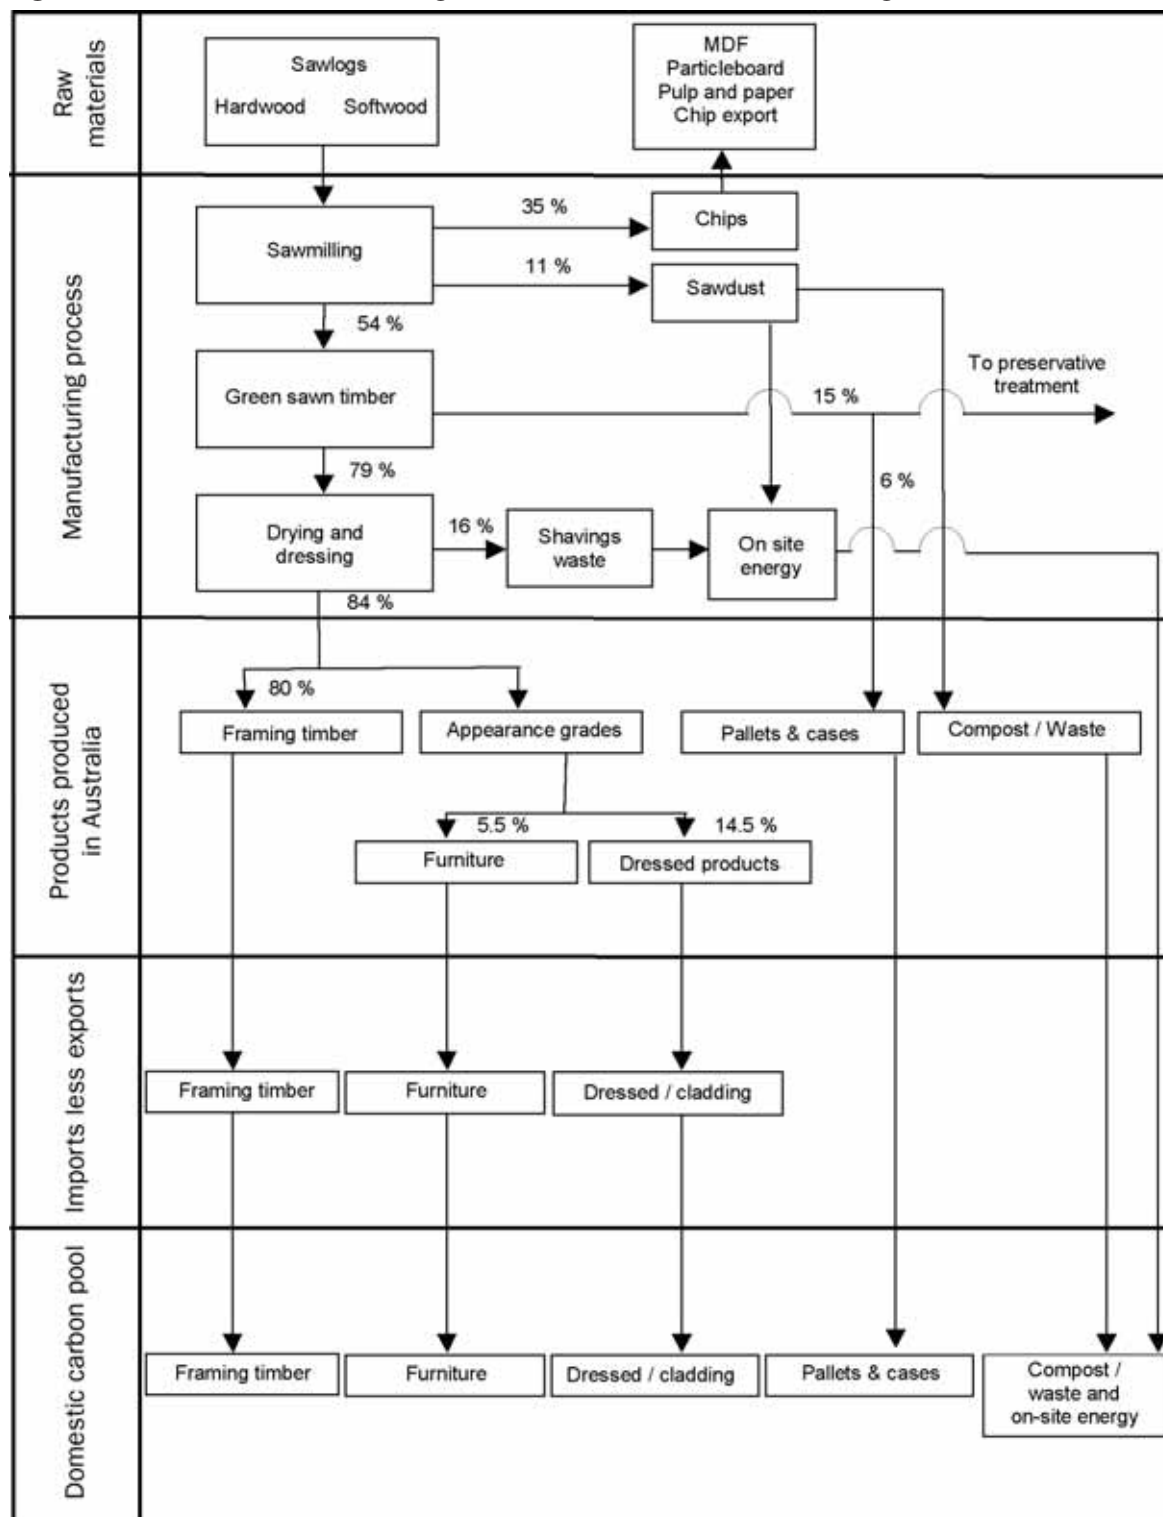 Raw
materials
Sawlogs
Hardwood Softwood
MDF
Particleboard
Pulp and paper
Chip export
Manufacturing process
Sawmilling
35 %
Chips
11 %
Sawdust
54 %
Green sawn timber
15 %
To preservative
treatment
79 %
6 %
Drying and
dressing
16 %
Shavings
waste
On site
energy
84 %
Products produced
in Australia
80 %
Framing timber
Appearance grades
Pallets & cases
Compost / Waste
5.5 %
14.5 %
Furniture
Dressed products
Imports less exports
Framing timber
Furniture
Dressed / cladding
Domestic carbon pool
Framing timber
Furniture
Dressed / cladding
Pallets & cases
Compost /
waste and
on-site energy